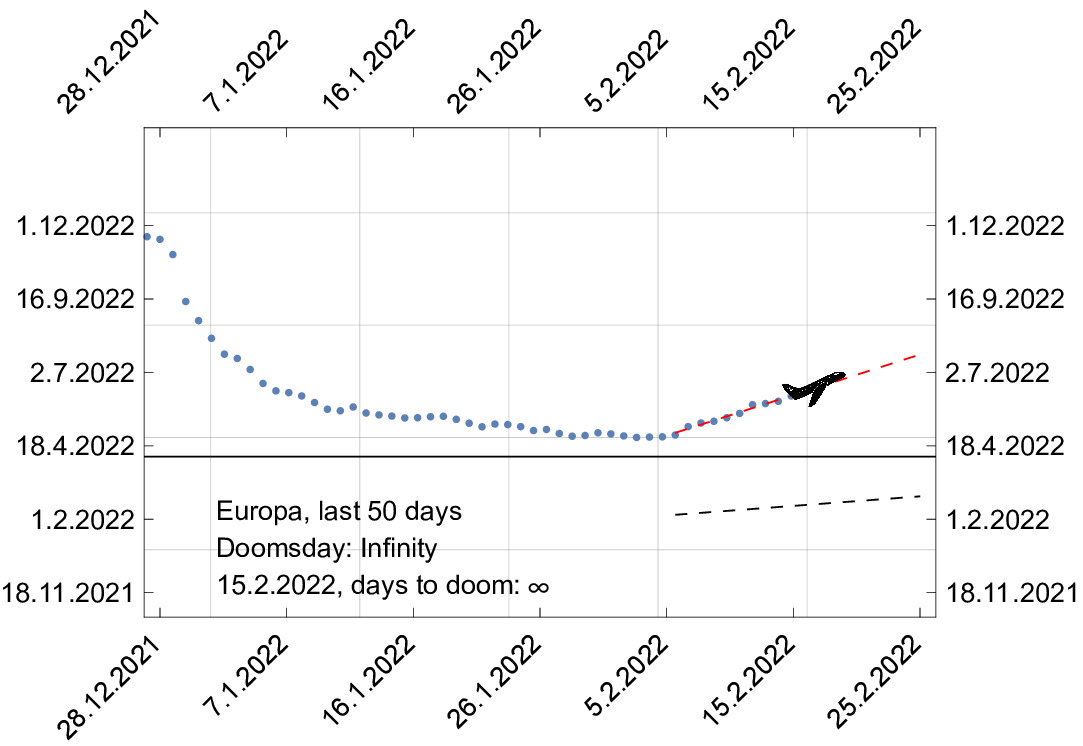 28.12.2021 7.1.2022 16.1.2022 26.1.2022 5.2.2022 15.2.2022 25.2.2022
1.12.2022 1.12.2022
16.9.2022 16.9.2022
2.7.2022 2.7.2022
18.4.2022 18.4.2022
Europa, last 50 days
1.2.2022 1.2.2022
Doomsday: Infinity
15.2.2022, days to doom: ∞
18.11.2021 18.11.2021
28.12.2021 7.1.2022 16.1.2022 26.1.2022 5.2.2022 15.2.2022 25.2.2022